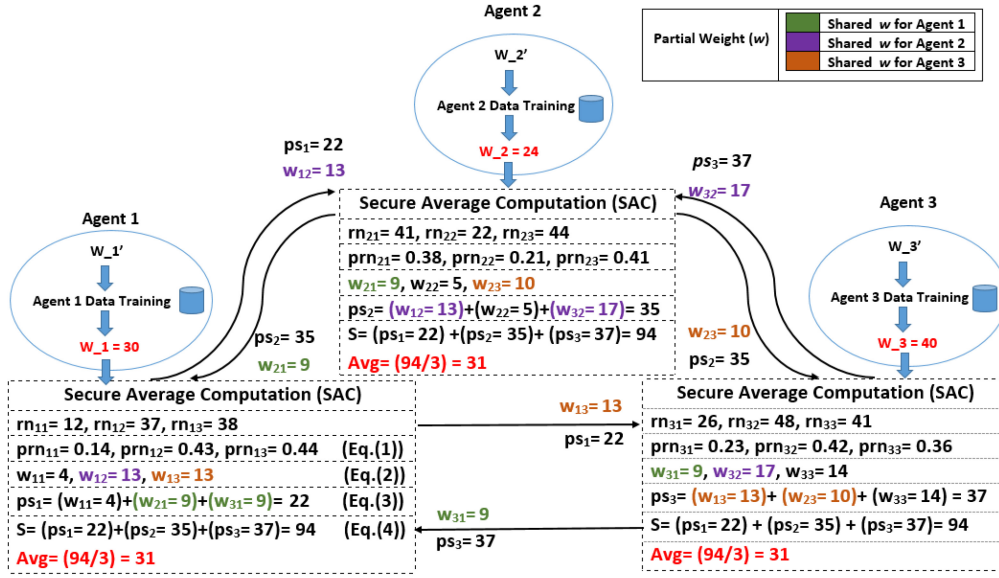 Agent 2
W_2’
Agent 2 Data Training
W_2 = 24
Partial Weight (w)
Shared w for Agent 1
Shared w for Agent 2
Shared w for Agent 3
ps1= 22
w12= 13
ps3= 37
w32= 17
Secure Average Computation (SAC)
rn21= 41, rn22= 22, rn23= 44
prn21= 0.38, prn22= 0.21, prn23= 0.41
w21= 9, w22= 5, w23= 10
ps2= (w12= 13)+(w22= 5)+(w32= 17)= 35
S= (ps1= 22) +(ps2= 35)+ (ps3= 37)= 94
Avg= (94/3) = 31
Agent 1
W_1’
Agent 1 Data Training
W_1 = 30
ps2= 35
w21= 9
Agent 3
W_3’
Agent 3 Data Training
W_3 = 40
w23= 10
ps2= 35
Secure Average Computation (SAC)
rn11= 12, rn12= 37, rn13= 38
prn11= 0.14, prn12= 0.43, prn13= 0.44 (Eq.(1))
w11= 4, w12= 13, w13= 13 (Eq.(2))
ps1= (w11= 4)+(w21= 9)+(w31= 9)= 22 (Eq.(3))
S= (ps1= 22)+(ps2= 35)+(ps3= 37)= 94 (Eq.(4))
Avg= (94/3) = 31
w13= 13
ps1= 22
w31= 9
ps3= 37
Secure Average Computation (SAC)
rn31= 26, rn32= 48, rn33= 41
prn31= 0.23, prn32= 0.42, prn33= 0.36
w31= 9, w32= 17, w33= 14
ps3= (w13= 13)+ (w23= 10)+ (w33= 14) = 37
S= (ps1= 22) + (ps2= 35) + (ps3= 37)= 94
Avg= (94/3) = 31